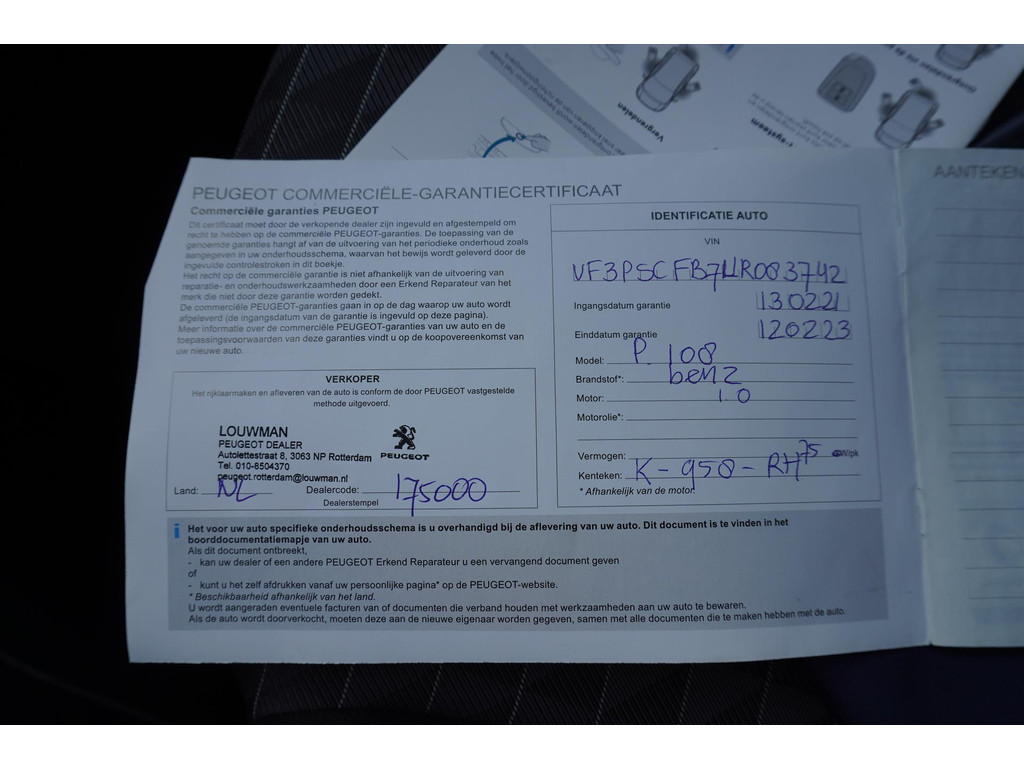 Vergrendelen
i-systeem
AANTEKEN
PEUGEOT COMMERCIËLE-GARANTIECERTIFICAAT
Commerciële garanties PEUGEOT
Dit certificaat moet door de verkopende dealer zijn ingevuld en afgestempeld om
recht te hebben op de commerciële PEUGEOT-garanties. De toepassing van de
genoemde garanties hangt af van de uitvoering van het periodieke onderhoud zoals
aangegeven in uw onderhoudsschema, waarvan het bewijs wordt geleverd door de
ingevulde controlestroken in dit boekje.
Het recht op de commerciële garantie is niet afhankelijk van de uitvoering van
reparatie- en onderhoudswerkzaamheden door een Erkend Reparateur van het
merk die niet door deze garantie worden gedekt.
De commerciële PEUGEOT-garanties gaan in op de dag waarop uw auto wordt
afgeleverd (de ingangsdatum van de garantie is ingevuld op deze pagina).
Meer informatie over de commerciële PEUGEOT-garanties van uw auto en de
toepassingsvoorwaarden van deze garanties vindt u op de koopovereenkomst van
uw nieuwe auto.
VERKOPER
Het rijklaarmaken en afleveren van de auto is conform de door PEUGEOT vastgestelde
methode uitgevoerd.
LOUWMAN
PEUGEOT DEALER
Autolettestraat 8, 3063 NP Rotterdam
Tel. 010-8504370
peugeot.rotterdam@louwman.nl
PEUGEOT
Land: NL Dealercode: 175000
Dealerstempel
IDENTIFICATIE AUTO
VIN
VF3PSCFB7LR083742
Ingangsdatum garantie 130221
Einddatum garantie 120223
Model: P. 108
Brandstof*: benz
Motor: 1.0
Motorolie*:
Vermogen: 75 kW/pk
Kenteken: K-958-RH
* Afhankelijk van de motor.
i Het voor uw auto specifieke onderhoudsschema is u overhandigd bij de aflevering van uw auto. Dit document is te vinden in het
boorddocumentatiemapje van uw auto.
Als dit document ontbreekt,
- kan uw dealer of een andere PEUGEOT Erkend Reparateur u een vervangend document geven
of
- kunt u het zelf afdrukken vanaf uw persoonlijke pagina* op de PEUGEOT-website.
* Beschikbaarheid afhankelijk van het land.
U wordt aangeraden eventuele facturen van of documenten die verband houden met werkzaamheden aan uw auto te bewaren.
Als de auto wordt doorverkocht, moeten deze aan de nieuwe eigenaar worden gegeven, samen met alle documenten die te maken hebben met de auto.